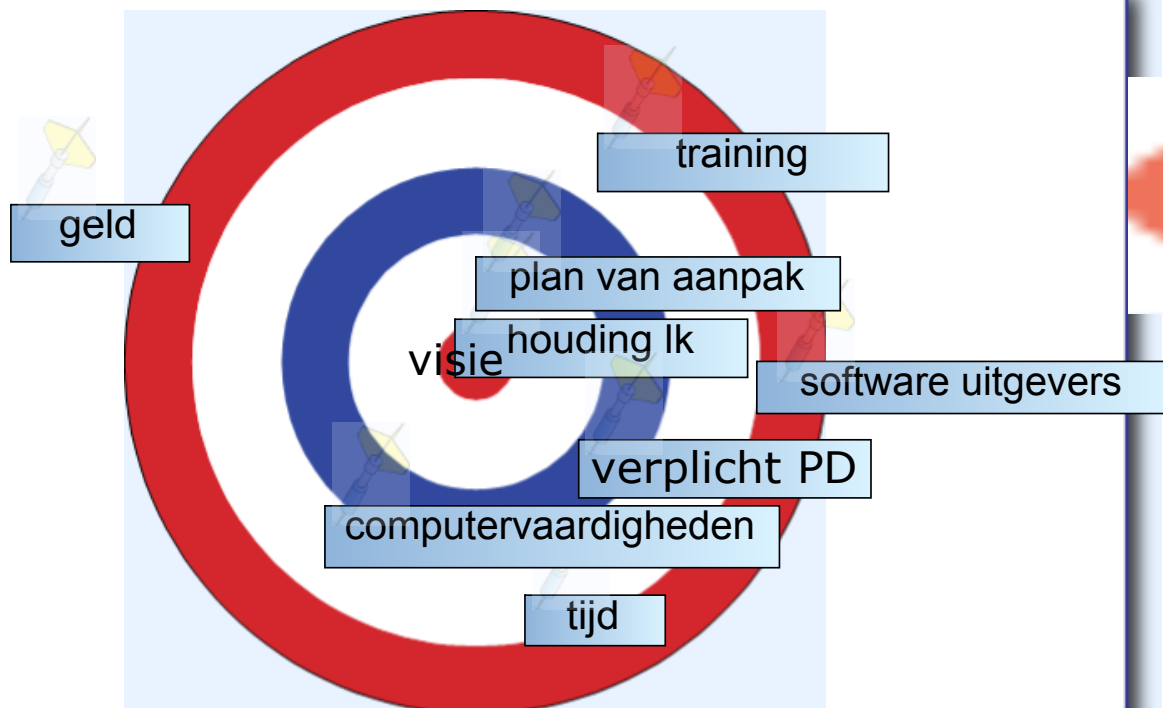 training
geld
plan van aanpak
houding lk
visie
software uitgevers
verplicht PD
computervaardigheden
tijd